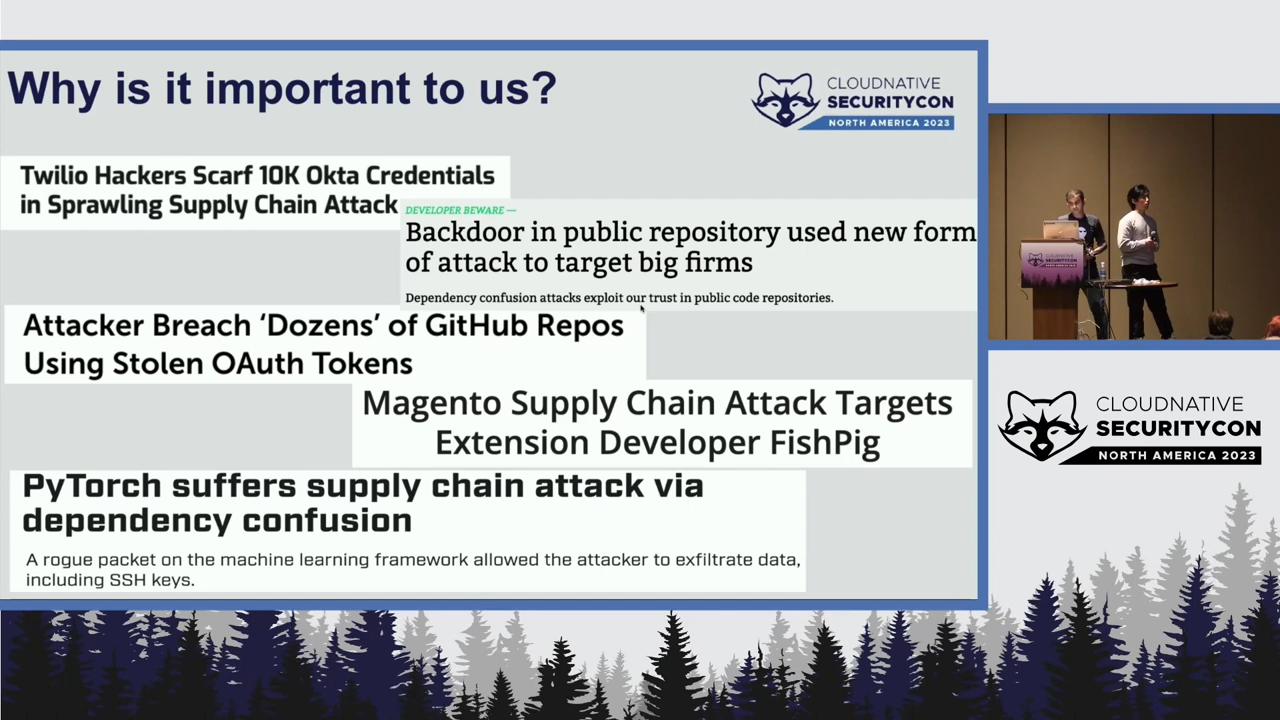 Why is it important to us?
CLOUDNATIVE
SECURITYCON
NORTH AMERICA 2023
Twilio Hackers Scarf 10K Okta Credentials
in Sprawling Supply Chain Attack
DEVELOPER BEWARE —
Backdoor in public repository used new form
of attack to target big firms
Dependency confusion attacks exploit our trust in public code repositories.
Attacker Breach ‘Dozens’ of GitHub Repos
Using Stolen OAuth Tokens
Magento Supply Chain Attack Targets
Extension Developer FishPig
PyTorch suffers supply chain attack via
dependency confusion
A rogue packet on the machine learning framework allowed the attacker to exfiltrate data,
including SSH keys.
CLOUDNATIVE
SECURITYCON
NORTH AMERICA 2023